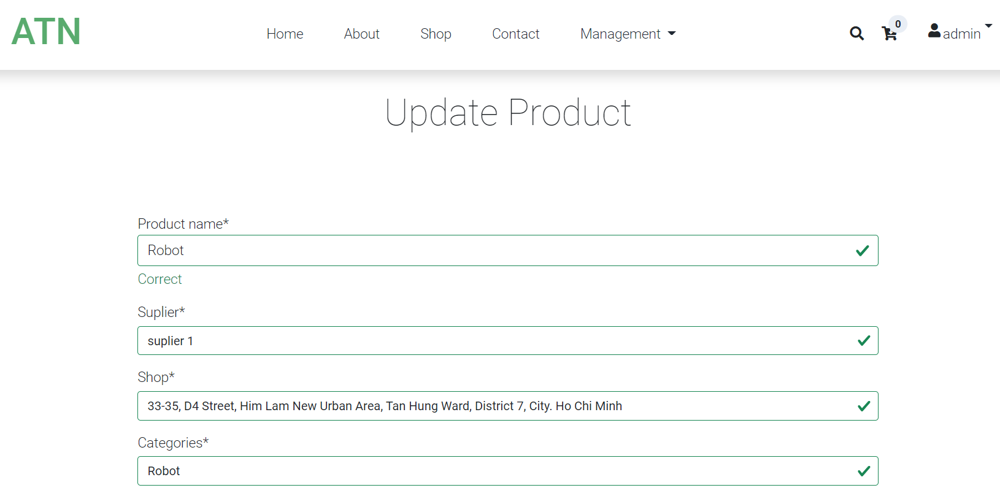 ATN
Home About Shop Contact Management 0 admin
Update Product
Product name*
Robot
Correct
Suplier*
suplier 1
Shop*
33-35, D4 Street, Him Lam New Urban Area, Tan Hung Ward, District 7, City. Ho Chi Minh
Categories*
Robot